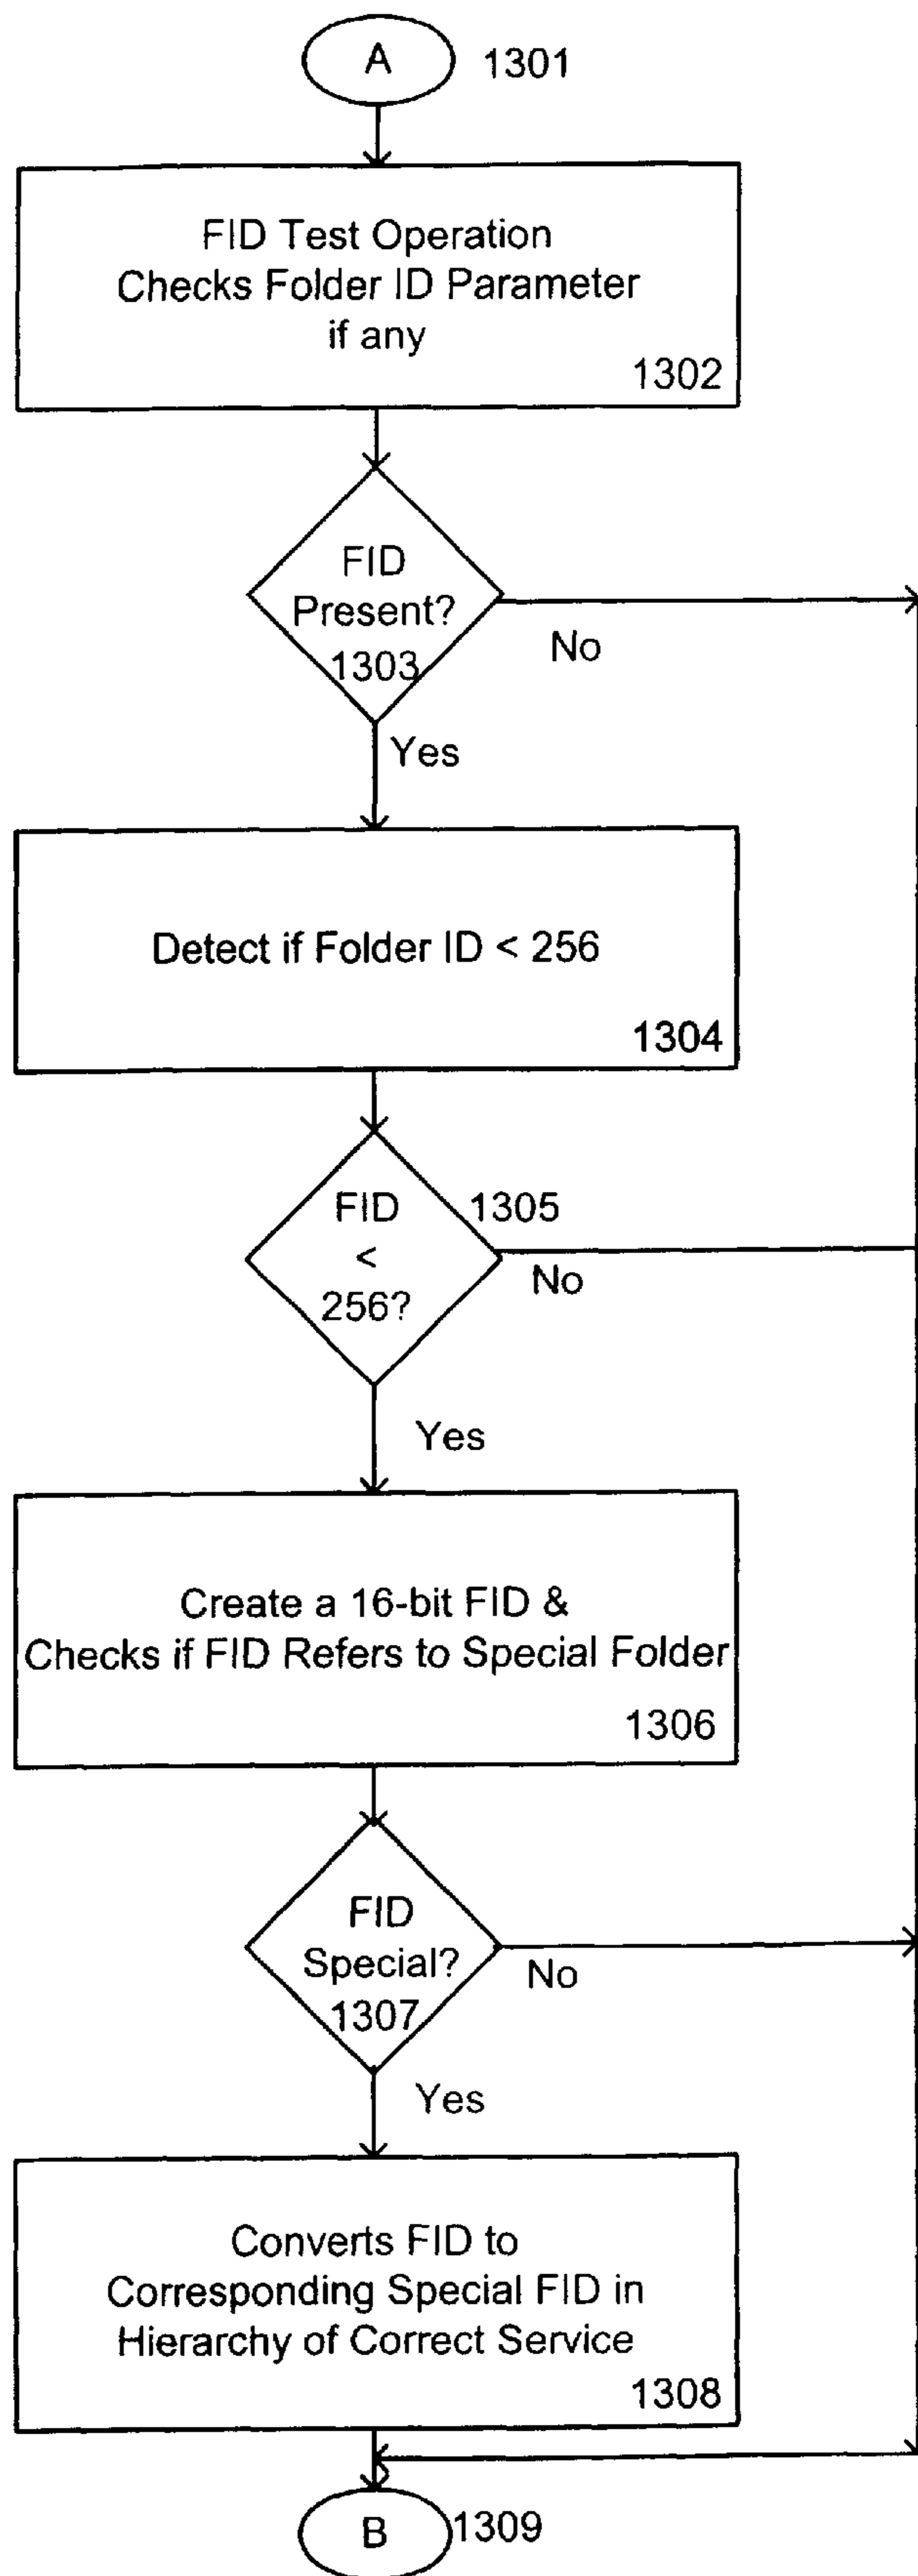 A 1301
FID Test Operation
Checks Folder ID Parameter
if any
1302
FID
Present?
1303
No
Yes
Detect if Folder ID < 256
1304
FID
<
256?
1305
No
Yes
Create a 16-bit FID &
Checks if FID Refers to Special Folder
1306
FID
Special?
1307
No
Yes
Converts FID to
Corresponding Special FID in
Hierarchy of Correct Service
1308
B 1309